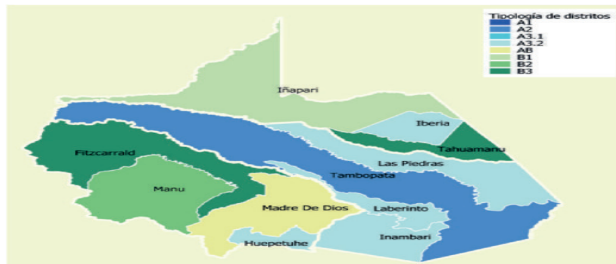 Tipología de distritos
A1
A2
A3.1
A3.2
AB
B1
B2
B3
Iñapari
Iberia
Tahuamanu
Fitzcarrald
Las Piedras
Tambopata
Manu
Madre De Dios
Laberinto
Inambari
Huepetuhe